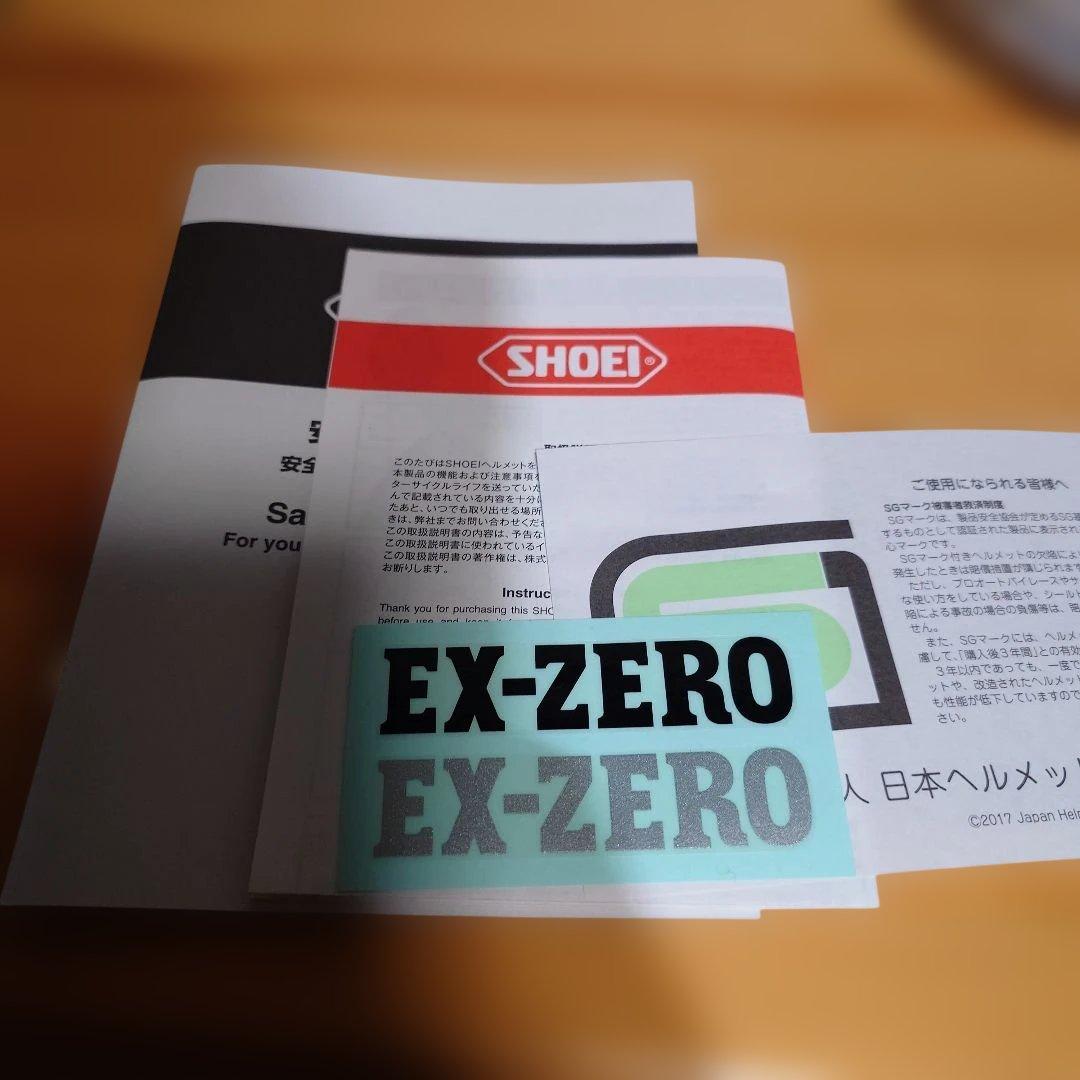 安全
Sa
For you
SHOEI®
このたびはSHOEIヘルメットを
本製品の機能および注意事項
ターサイクルライフを送っていた
んで記載されている内容を十分に
たあと、いつでも取り出せる場所
きは、弊社までお問い合わせくだ
この取扱説明書の内容は、予告な
この取扱説明書に使われているイ
この取扱説明書の著作権は、株式
お断りします。
Instruc
Thank you for purchasing this SHO
before use and keep it
ご使用になられる皆様へ
SGマーク被害者救済制度
SGマークは、製品安全協会が定めるSG基
するものとして認証された製品に表示され
心マークです。
SGマーク付きヘルメットの欠陥によ
発生したときは賠償措置が講じられます
ただし、プロオートバイレースやサ
な使い方をしている場合や、シールド
陥による事故の場合の負傷等は、賠
せん。
また、SGマークには、ヘルメ
慮して、「購入後3年間」との有効
3年以内であっても、一度で
ットや、改造されたヘルメット
も性能が低下していますので
さい。
人 日本ヘルメット
©2017 Japan Hel
EX-ZERO
EX-ZERO